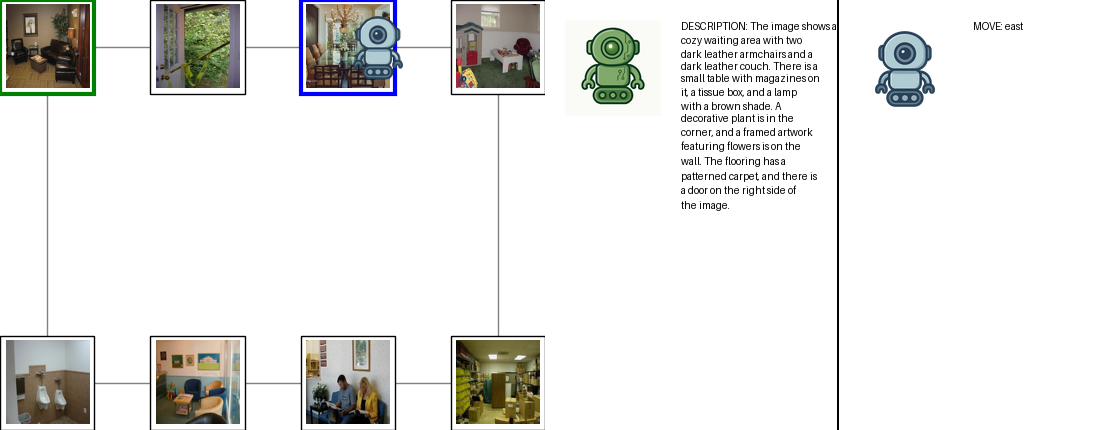 DESCRIPTION: The image shows a
cozy waiting area with two
dark leather armchairs and a
dark leather couch. There is a
small table with magazines on
it, a tissue box, and a lamp
with a brown shade. A
decorative plant is in the
corner, and a framed artwork
featuring flowers is on the
wall. The flooring has a
patterned carpet, and there is
a door on the right side of
the image.
MOVE: east